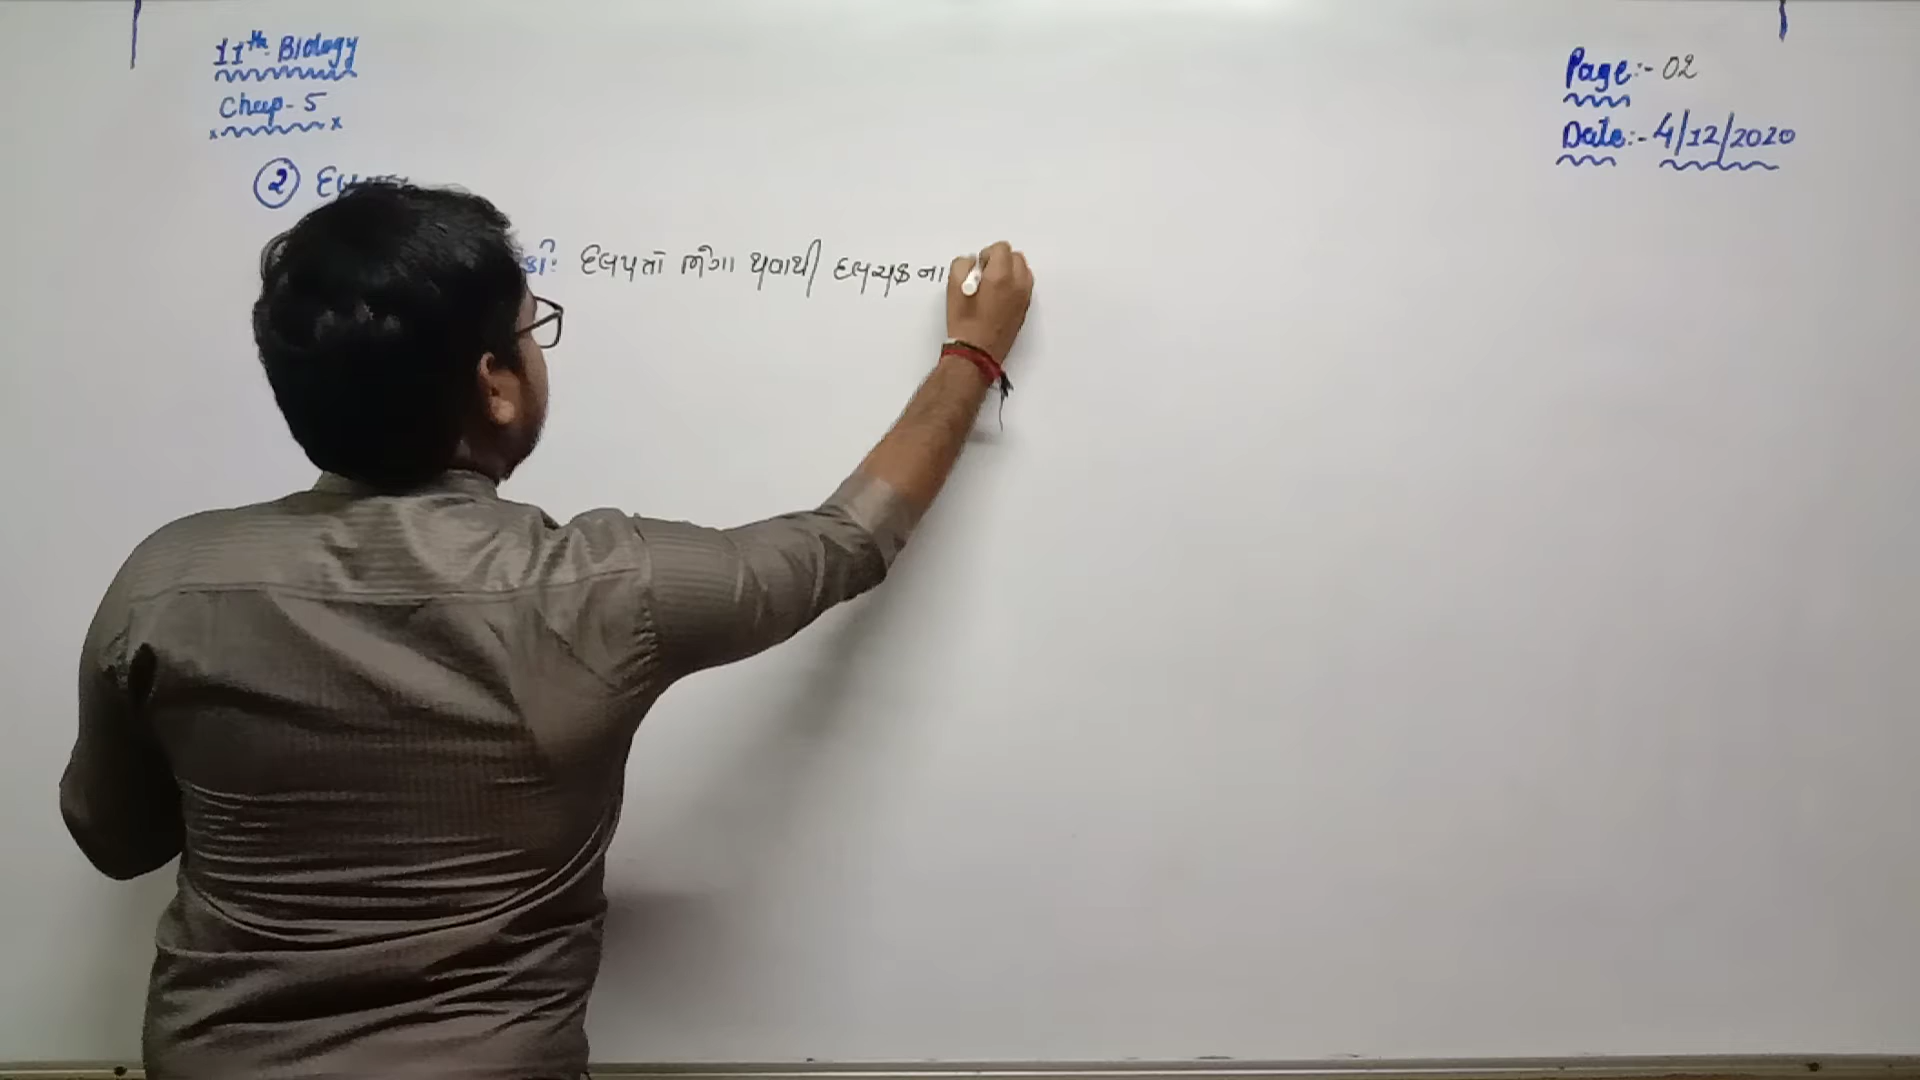 11th Biology
Chap-5
Page:- 02
Date:- 4/12/2020
②
દલપત્રો ભેગા થવાથી દલચક્ર ના